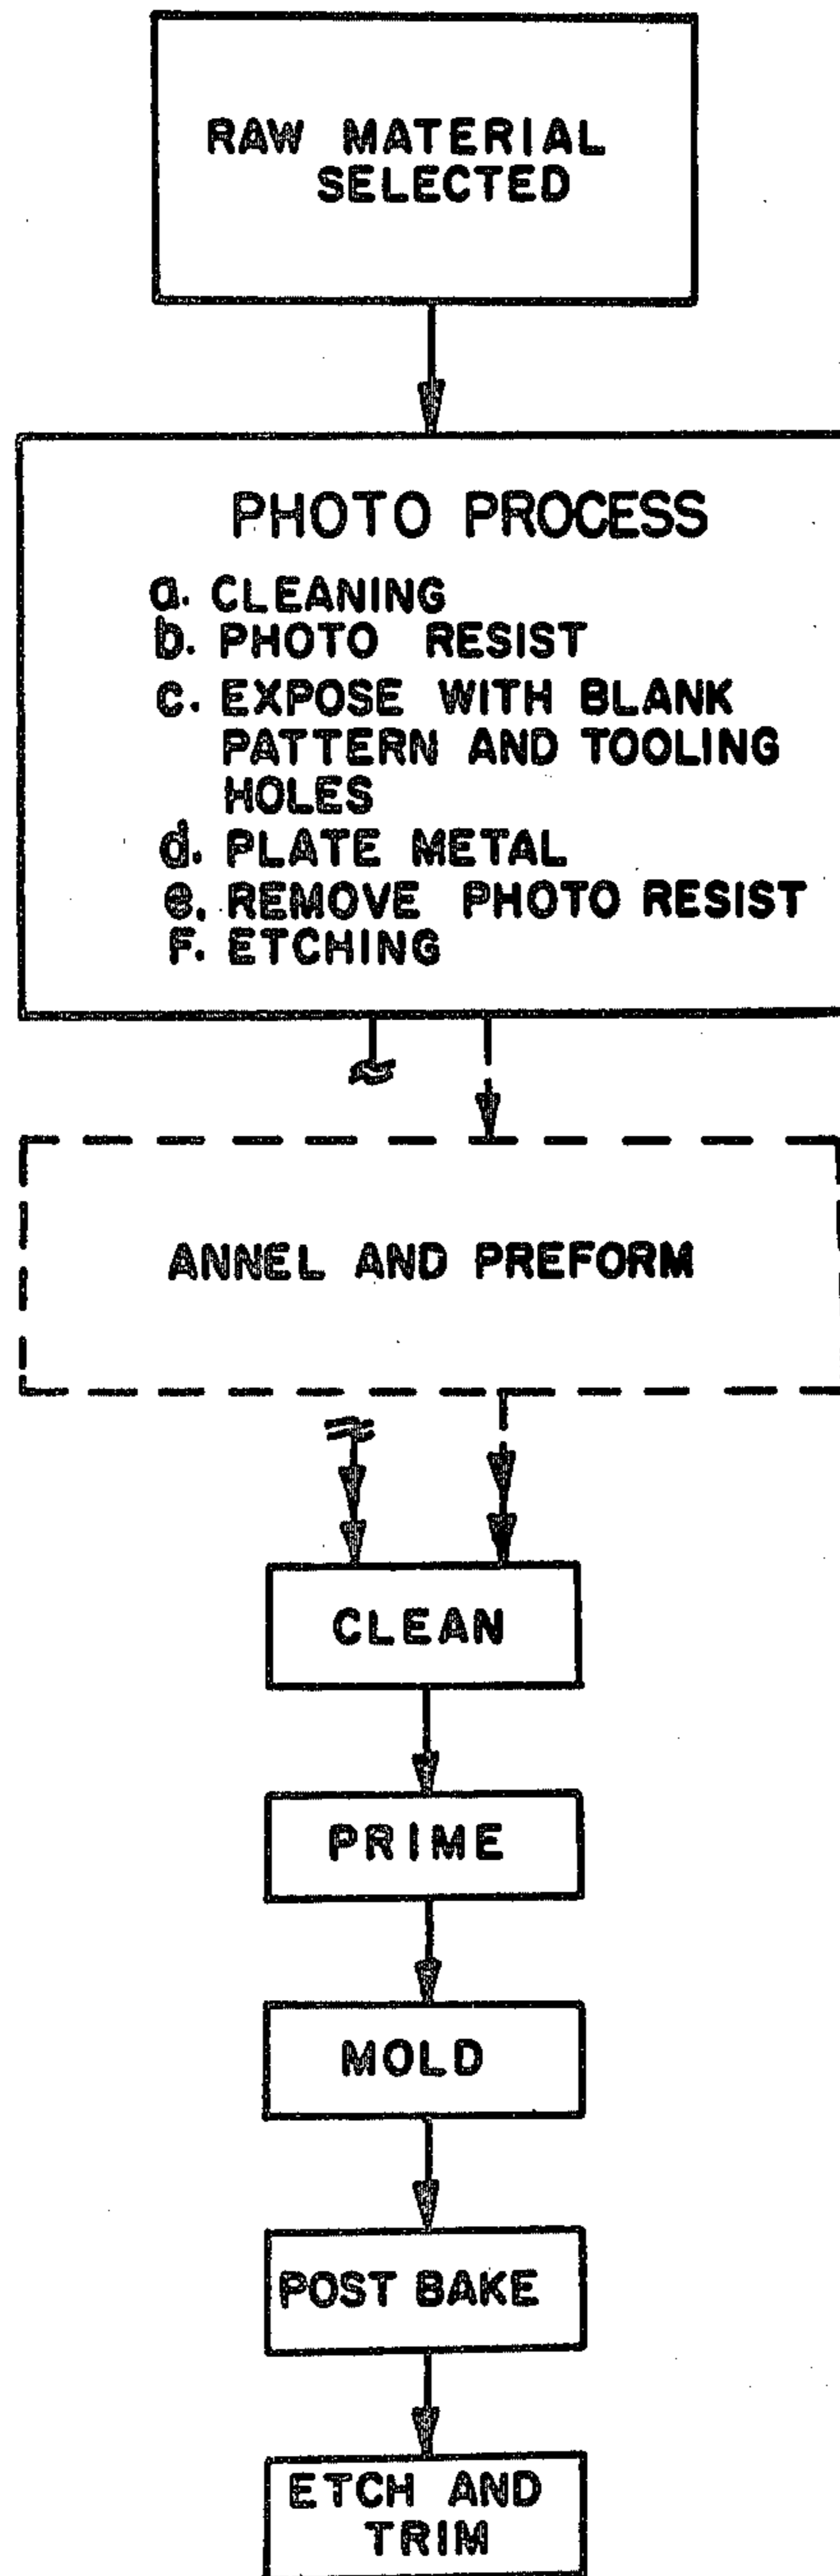 RAW MATERIAL
SELECTED
PHOTO PROCESS
a. CLEANING
b. PHOTO RESIST
c. EXPOSE WITH BLANK
PATTERN AND TOOLING
HOLES
d. PLATE METAL
e. REMOVE PHOTO RESIST
F. ETCHING
ANNEL AND PREFORM
CLEAN
PRIME
MOLD
POST BAKE
ETCH AND
TRIM